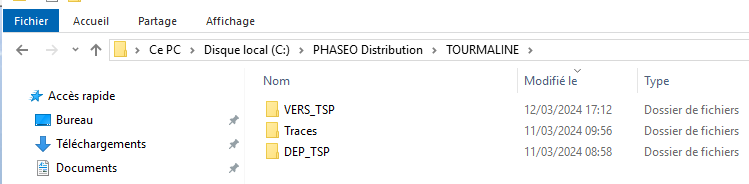 Fichier Accueil Partage Affichage
Ce PC Disque local (C:) PHASEO Distribution TOURMALINE
Nom Modifié le Type
Accès rapide
VERS_TSP 12/03/2024 17:12 Dossier de fichiers
Bureau
Traces 11/03/2024 09:56 Dossier de fichiers
Téléchargements
DEP_TSP 11/03/2024 08:58 Dossier de fichiers
Documents